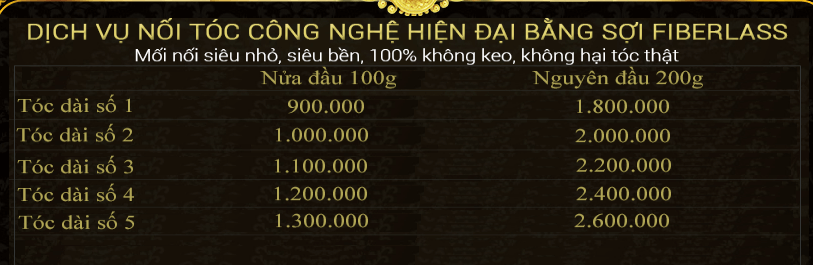 DỊCH VỤ NỐI TÓC CÔNG NGHỆ HIỆN ĐẠI BẰNG SỢI FIBERLASS
Mối nối siêu nhỏ, siêu bền, 100% không keo, không hại tóc thật
Nửa đầu 100g Nguyên đầu 200g
Tóc dài số 1 900.000 1.800.000
Tóc dài số 2 1.000.000 2.000.000
Tóc dài số 3 1.100.000 2.200.000
Tóc dài số 4 1.200.000 2.400.000
Tóc dài số 5 1.300.000 2.600.000